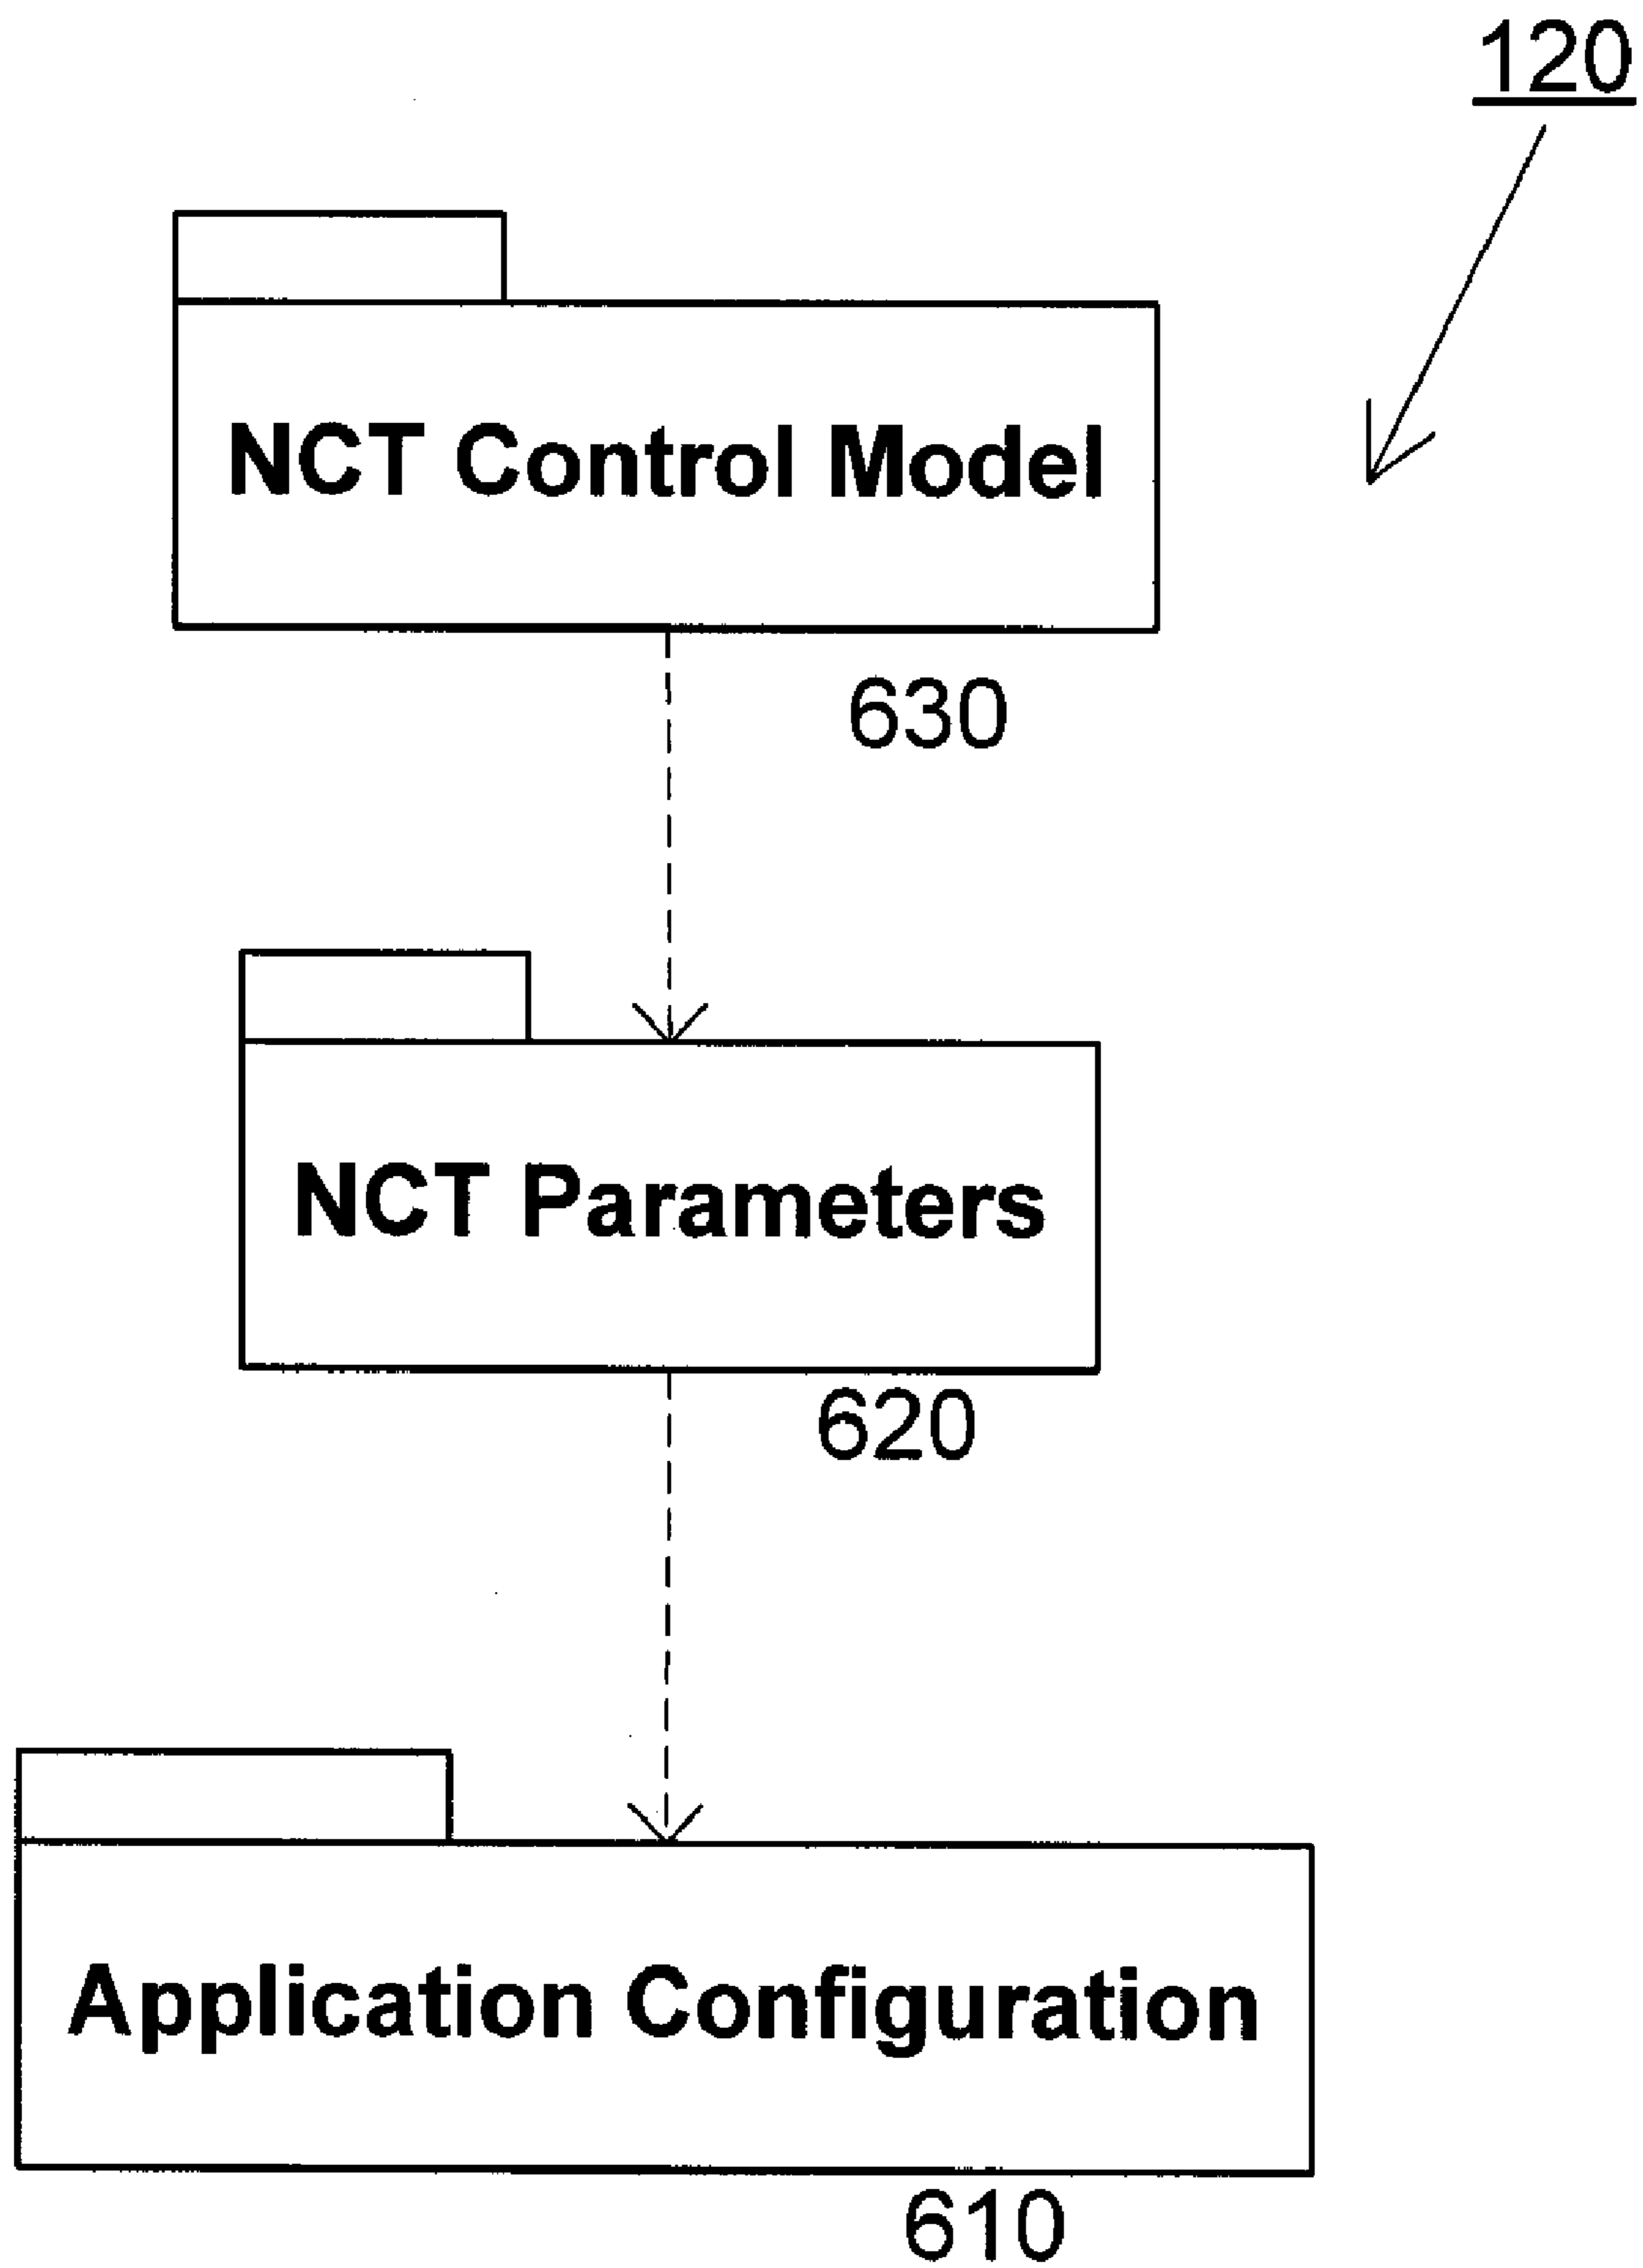 120
NCT Control Model
630
NCT Parameters
620
Application Configuration
610